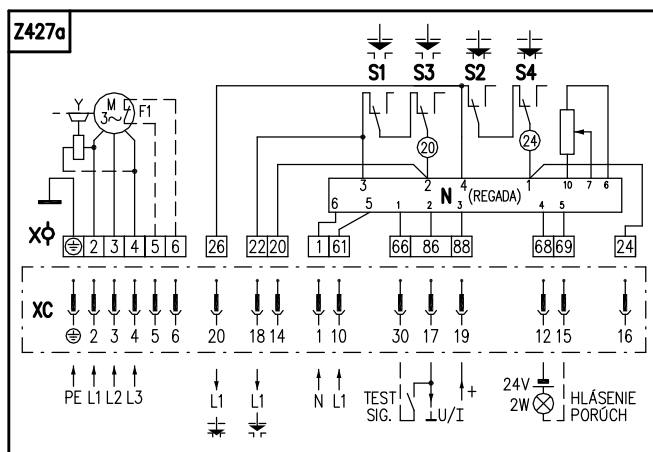 Z427a
S1 S3 S2 S4
Y M 3~ F1
20 24
3 2 4 1 10 7 6
N (REGADA)
6 5 1 2 3 4 5
X 2 3 4 5 6 26 22 20 1 61 66 86 88 68 69 24
XC
2 3 4 5 6 20 18 14 1 10 30 17 19 12 15 16
PE L1 L2 L3 L1 L1 N L1 TEST SIG. U/I + 24V 2W HLÁSENIE PORÚCH